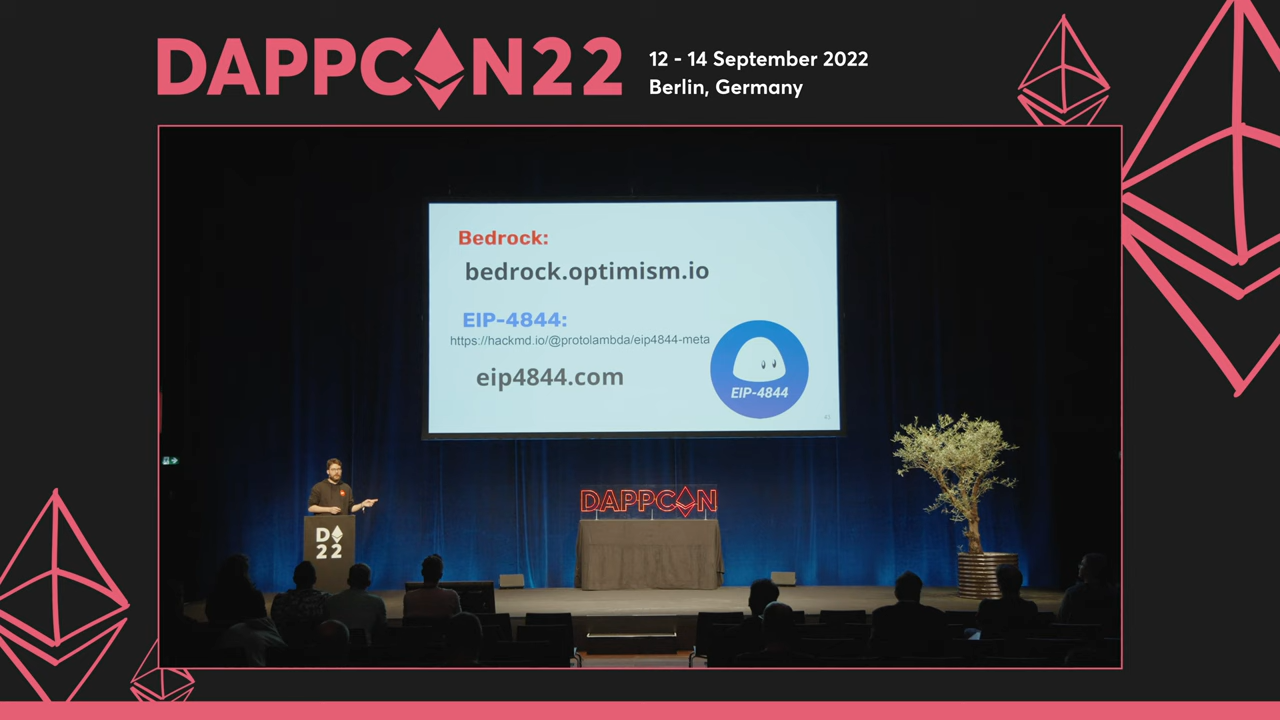 DAPPCON22
12 - 14 September 2022
Berlin, Germany
Bedrock:
bedrock.optimism.io
EIP-4844:
https://hackmd.io/@protolambda/eip4844-meta
eip4844.com
EIP-4844
DAPPCON
D
22